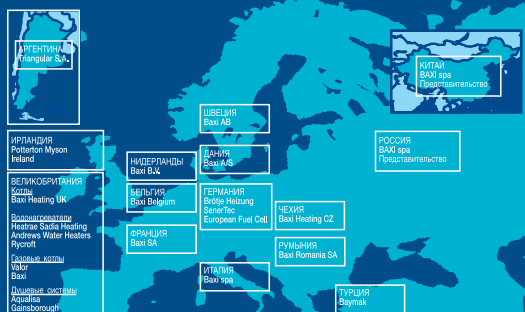 АРГЕНТИНА
Triangular S.A.
КИТАЙ
BAXI spa
Представительство
ШВЕЦИЯ
Baxi AB
ИРЛАНДИЯ
Potterton Myson
Ireland
РОССИЯ
BAXI spa
Представительство
НИДЕРЛАНДЫ
Baxi B.V.
ДАНИЯ
Baxi A/S
ВЕЛИКОБРИТАНИЯ
Котлы
Baxi Heating UK
Водонагреватели
Heatrae Sadia Heating
Andrews Water Heaters
Rycroft
Газовые котлы
Valor
Baxi
Душевые системы
Aqualisa
Gainsborough
БЕЛЬГИЯ
Baxi Belgium
ГЕРМАНИЯ
Brötje Heizung
SenerTec
European Fuel Cell
ЧЕХИЯ
Baxi Heating CZ
ФРАНЦИЯ
Baxi SA
РУМЫНИЯ
Baxi Romania SA
ИТАЛИЯ
Baxi spa
ТУРЦИЯ
Baymak